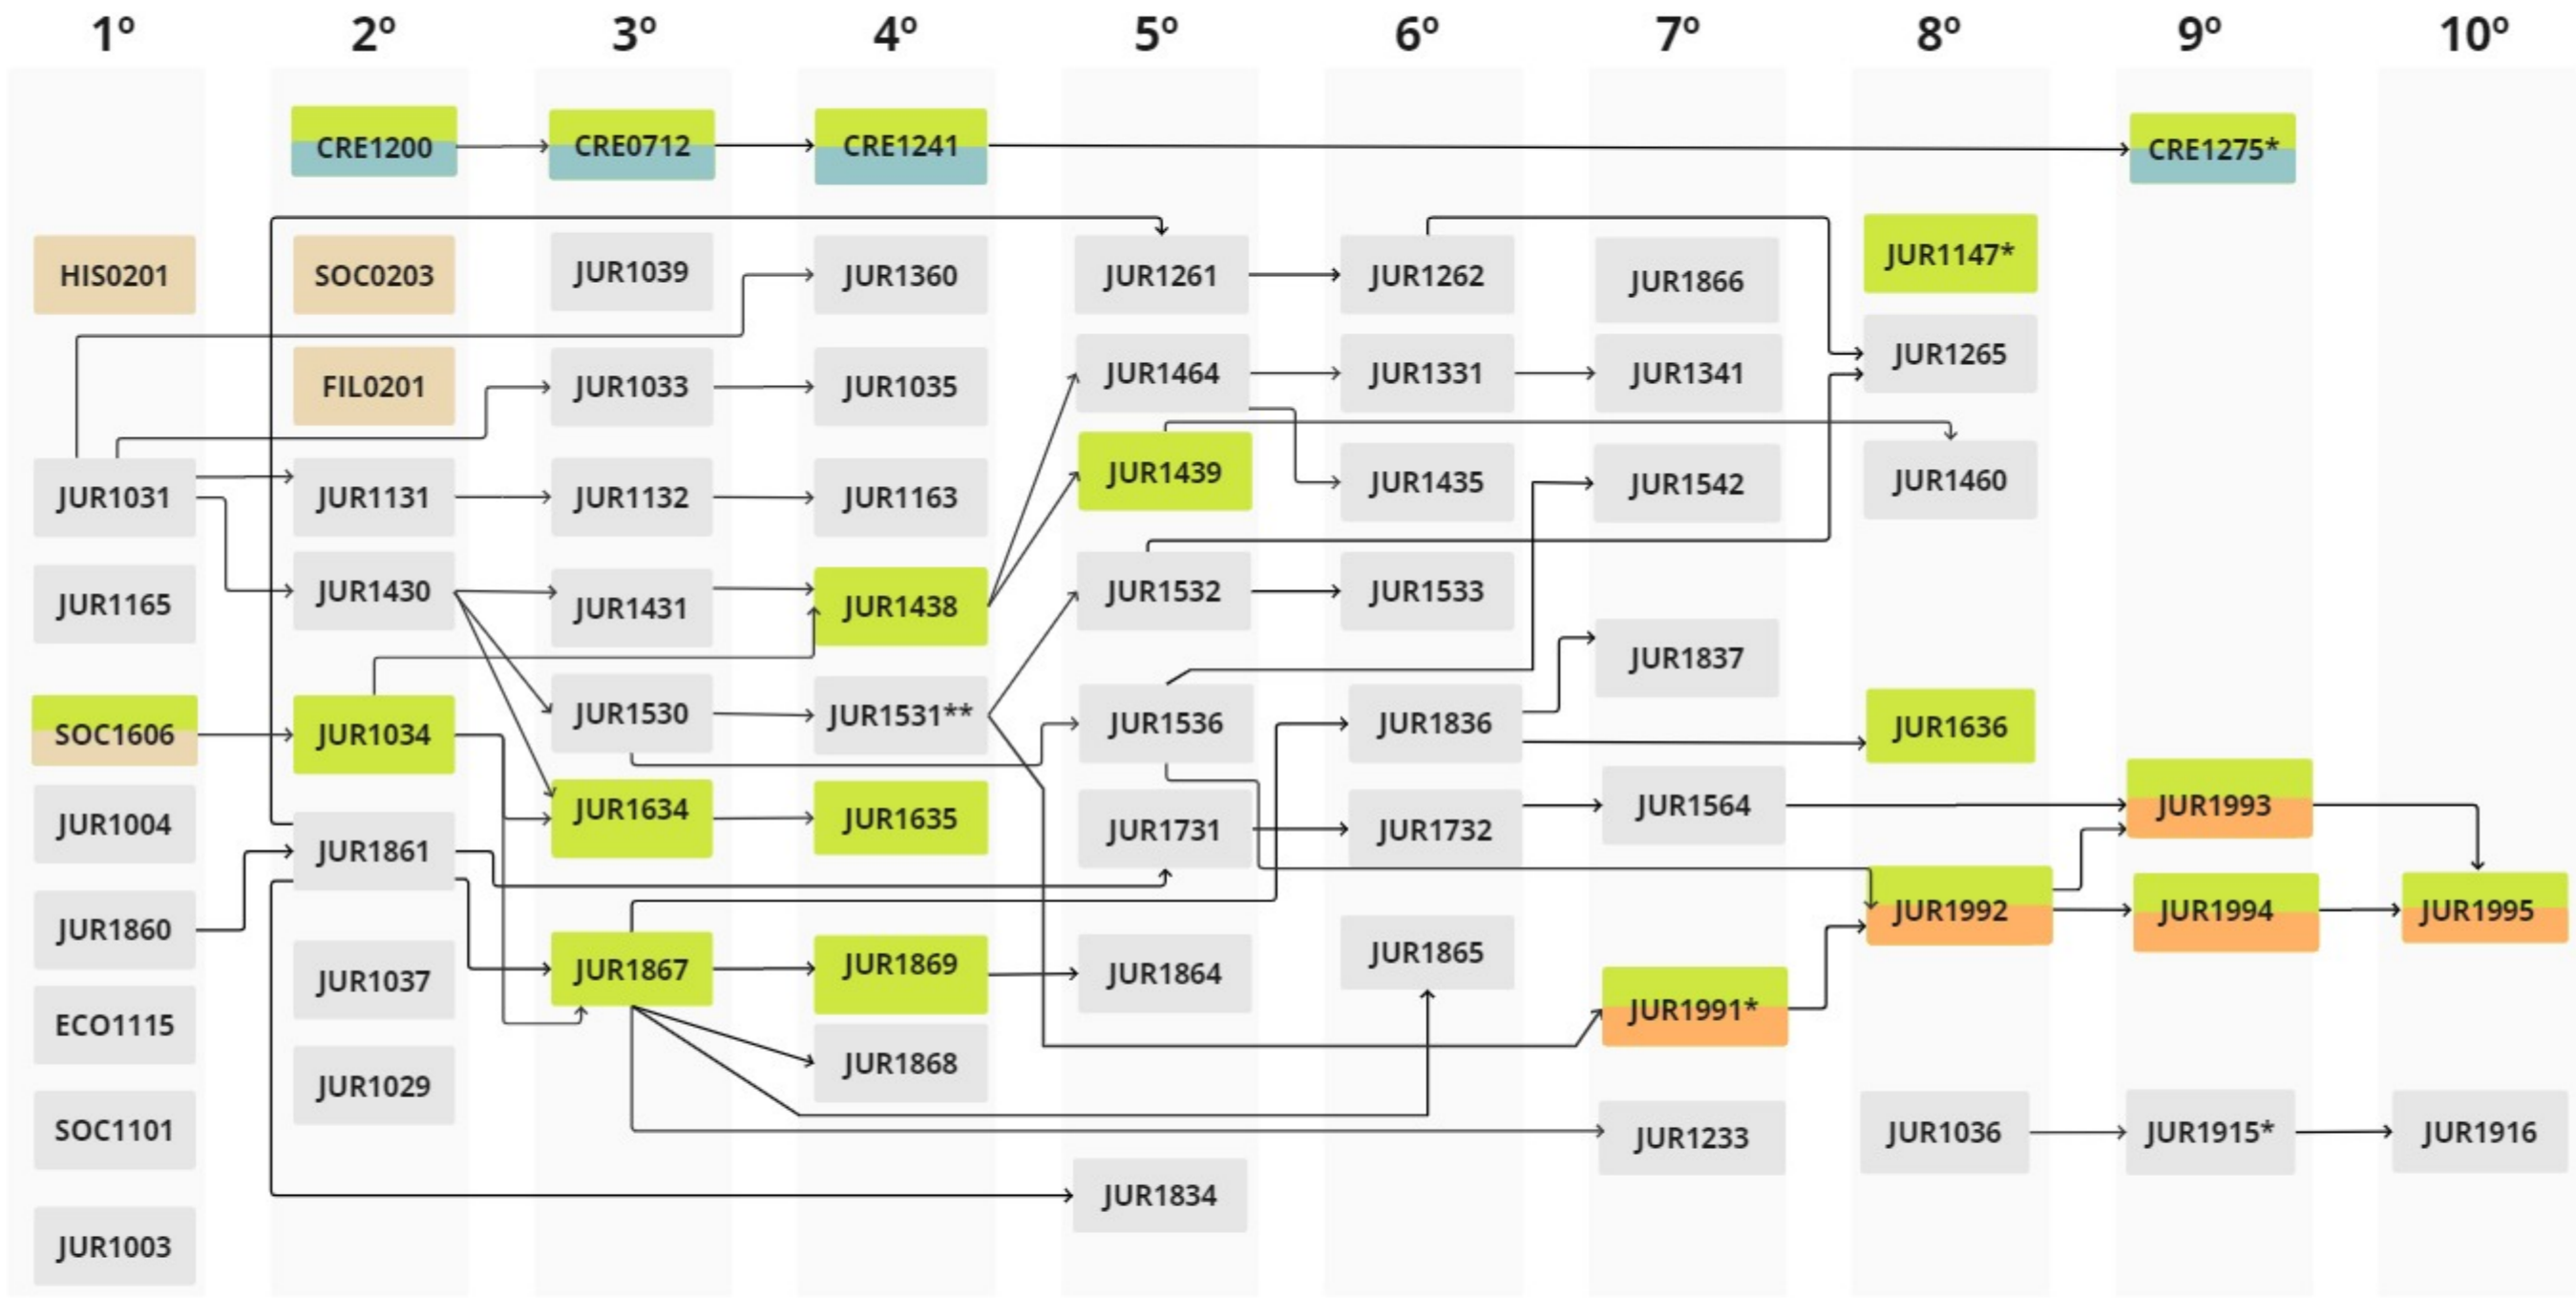 1º 2º 3º 4º 5º 6º 7º 8º 9º 10º
CRE1200 CRE0712 CRE1241 CRE1275*
HIS0201 SOC0203 JUR1039 JUR1360 JUR1261 JUR1262 JUR1866 JUR1147*
JUR1265
FIL0201 JUR1033 JUR1035 JUR1464 JUR1331 JUR1341
JUR1439 JUR1435 JUR1542 JUR1460
JUR1031 JUR1131 JUR1132 JUR1163
JUR1165 JUR1430 JUR1431 JUR1438 JUR1532 JUR1533
JUR1837
SOC1606 JUR1034 JUR1530 JUR1531** JUR1536 JUR1836 JUR1636
JUR1004 JUR1861 JUR1634 JUR1635 JUR1731 JUR1732 JUR1564 JUR1993
JUR1860 JUR1992 JUR1994 JUR1995
JUR1037 JUR1867 JUR1869 JUR1864 JUR1865
ECO1115 JUR1029 JUR1868 JUR1991*
SOC1101 JUR1233 JUR1036 JUR1915* JUR1916
JUR1834
JUR1003